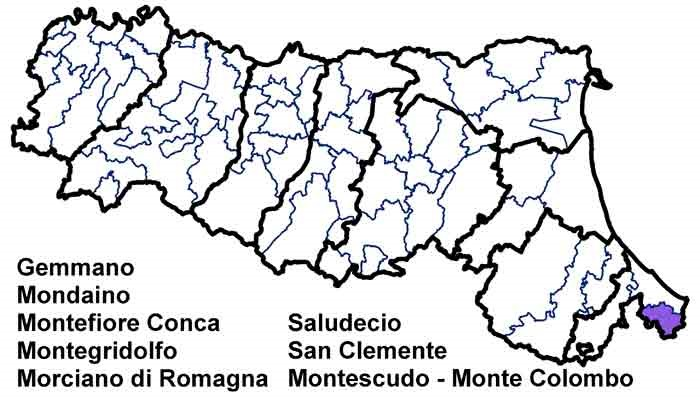 Gemmano
Mondaino
Montefiore Conca
Montegridolfo
Morciano di Romagna
Saludecio
San Clemente
Montescudo - Monte Colombo